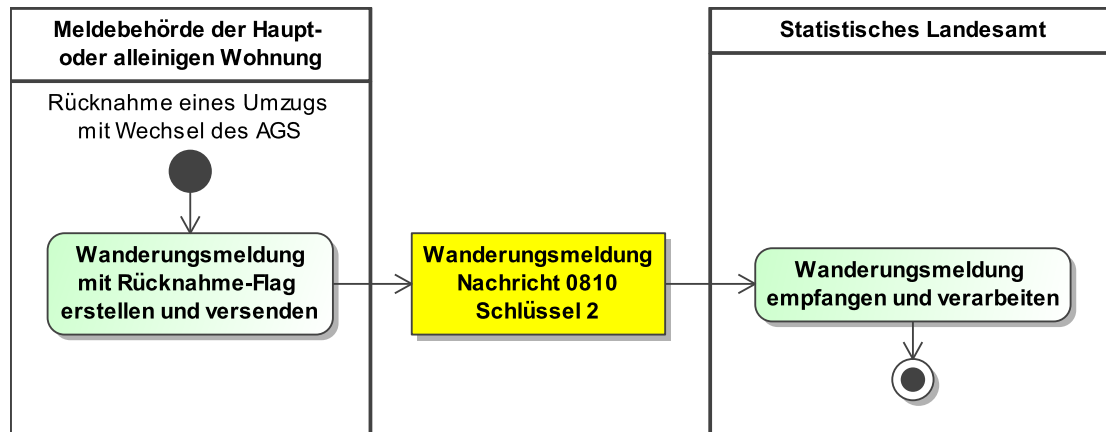 Meldebehörde der Haupt-
oder alleinigen Wohnung
Statistisches Landesamt
Rücknahme eines Umzugs
mit Wechsel des AGS
Wanderungsmeldung
mit Rücknahme-Flag
erstellen und versenden
Wanderungsmeldung
Nachricht 0810
Schlüssel 2
Wanderungsmeldung
empfangen und verarbeiten